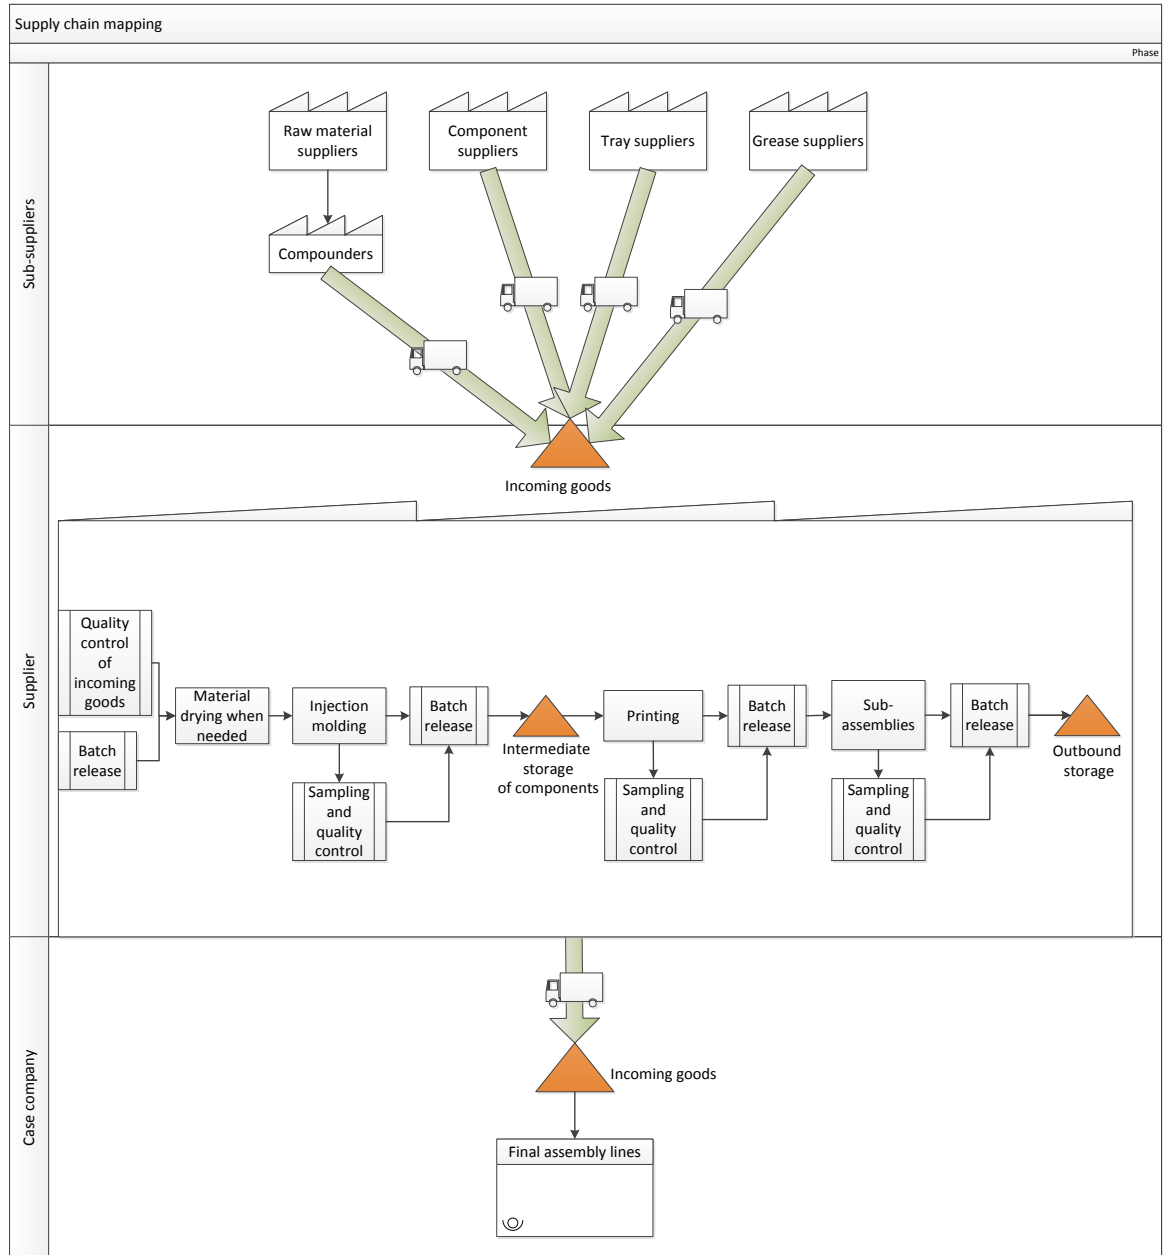 Supply chain mapping
Phase
Sub-suppliers
Raw material
suppliers
Component
suppliers
Tray suppliers
Grease suppliers
Compounders
Incoming goods
Supplier
Quality
control
of
incoming
goods
Batch
release
Material
drying when
needed
Injection
molding
Sampling
and
quality
control
Batch
release
Intermediate
storage
of components
Printing
Sampling
and
quality
control
Batch
release
Sub-
assemblies
Sampling
and
quality
control
Batch
release
Outbound
storage
Case company
Incoming goods
Final assembly lines